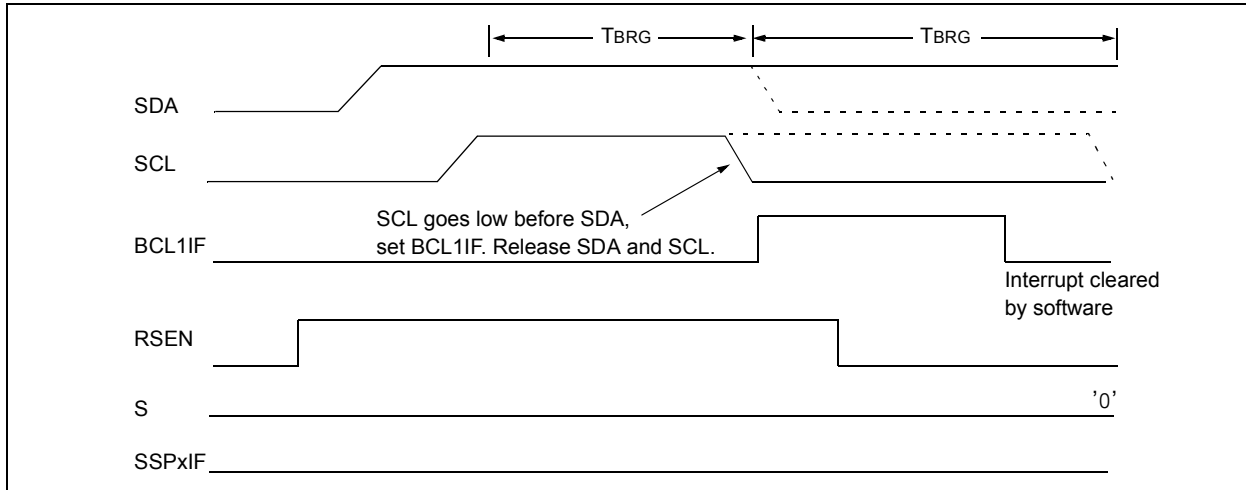 TBRG TBRG
SDA
SCL
SCL goes low before SDA,
set BCL1IF. Release SDA and SCL.
BCL1IF
Interrupt cleared
by software
RSEN
S
'0'
SSPxIF